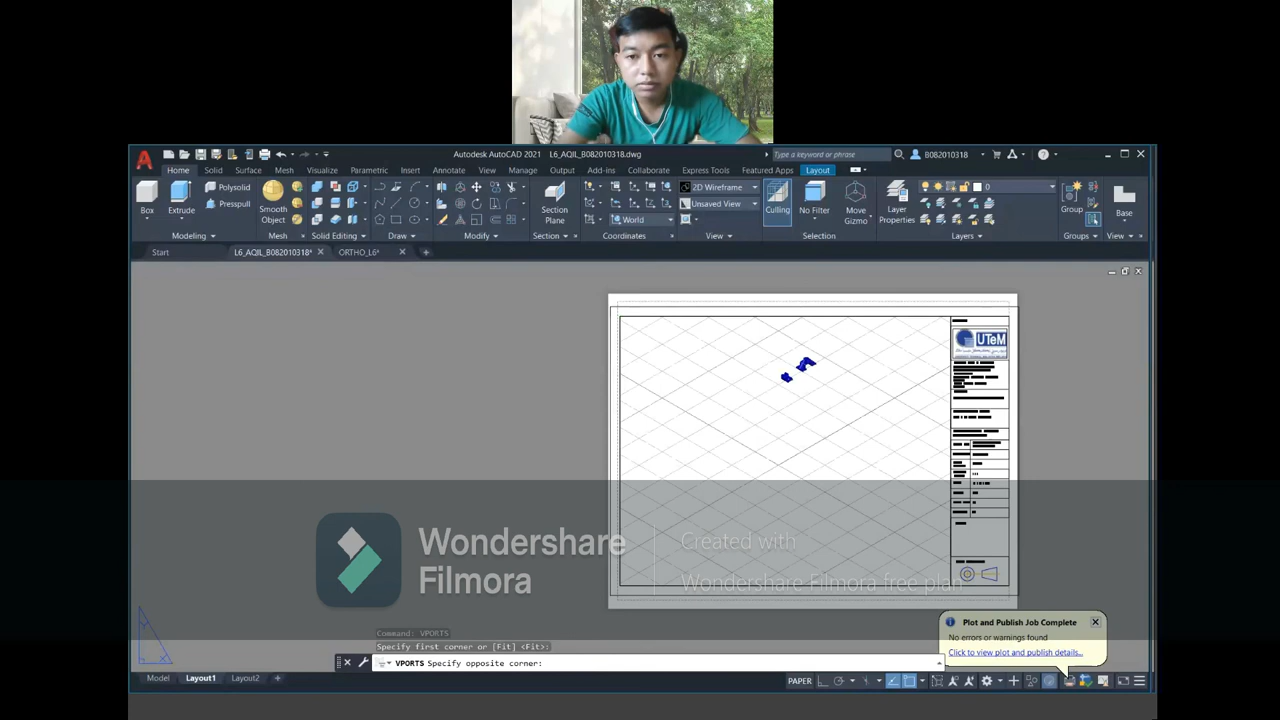 Autodesk AutoCAD 2021 L6_AQIL_B082010318.dwg
Type a keyword or phrase
B082010318
Home Solid Surface Mesh Visualize Parametric Insert Annotate View Manage Output Add-ins Collaborate Express Tools Featured Apps Layout
Box
Extrude
Polysolid
Presspull
Smooth
Object
Section
Plane
World
2D Wireframe
Unsaved View
Culling
No Filter
Move
Gizmo
Layer
Properties
0
Group
Base
Modeling Mesh Solid Editing Draw Modify Section Coordinates View Selection Layers Groups View
Start L6_AQIL_B082010318* ORTHO_L6*
UTeM
Wondershare
Filmora
Created with
Wondershare Filmora free plan
Plot and Publish Job Complete
No errors or warnings found
Click to view plot and publish details...
Command: VPORTS
Specify first corner or [Fit] <Fit>:
VPORTS Specify opposite corner:
Model Layout1 Layout2
PAPER